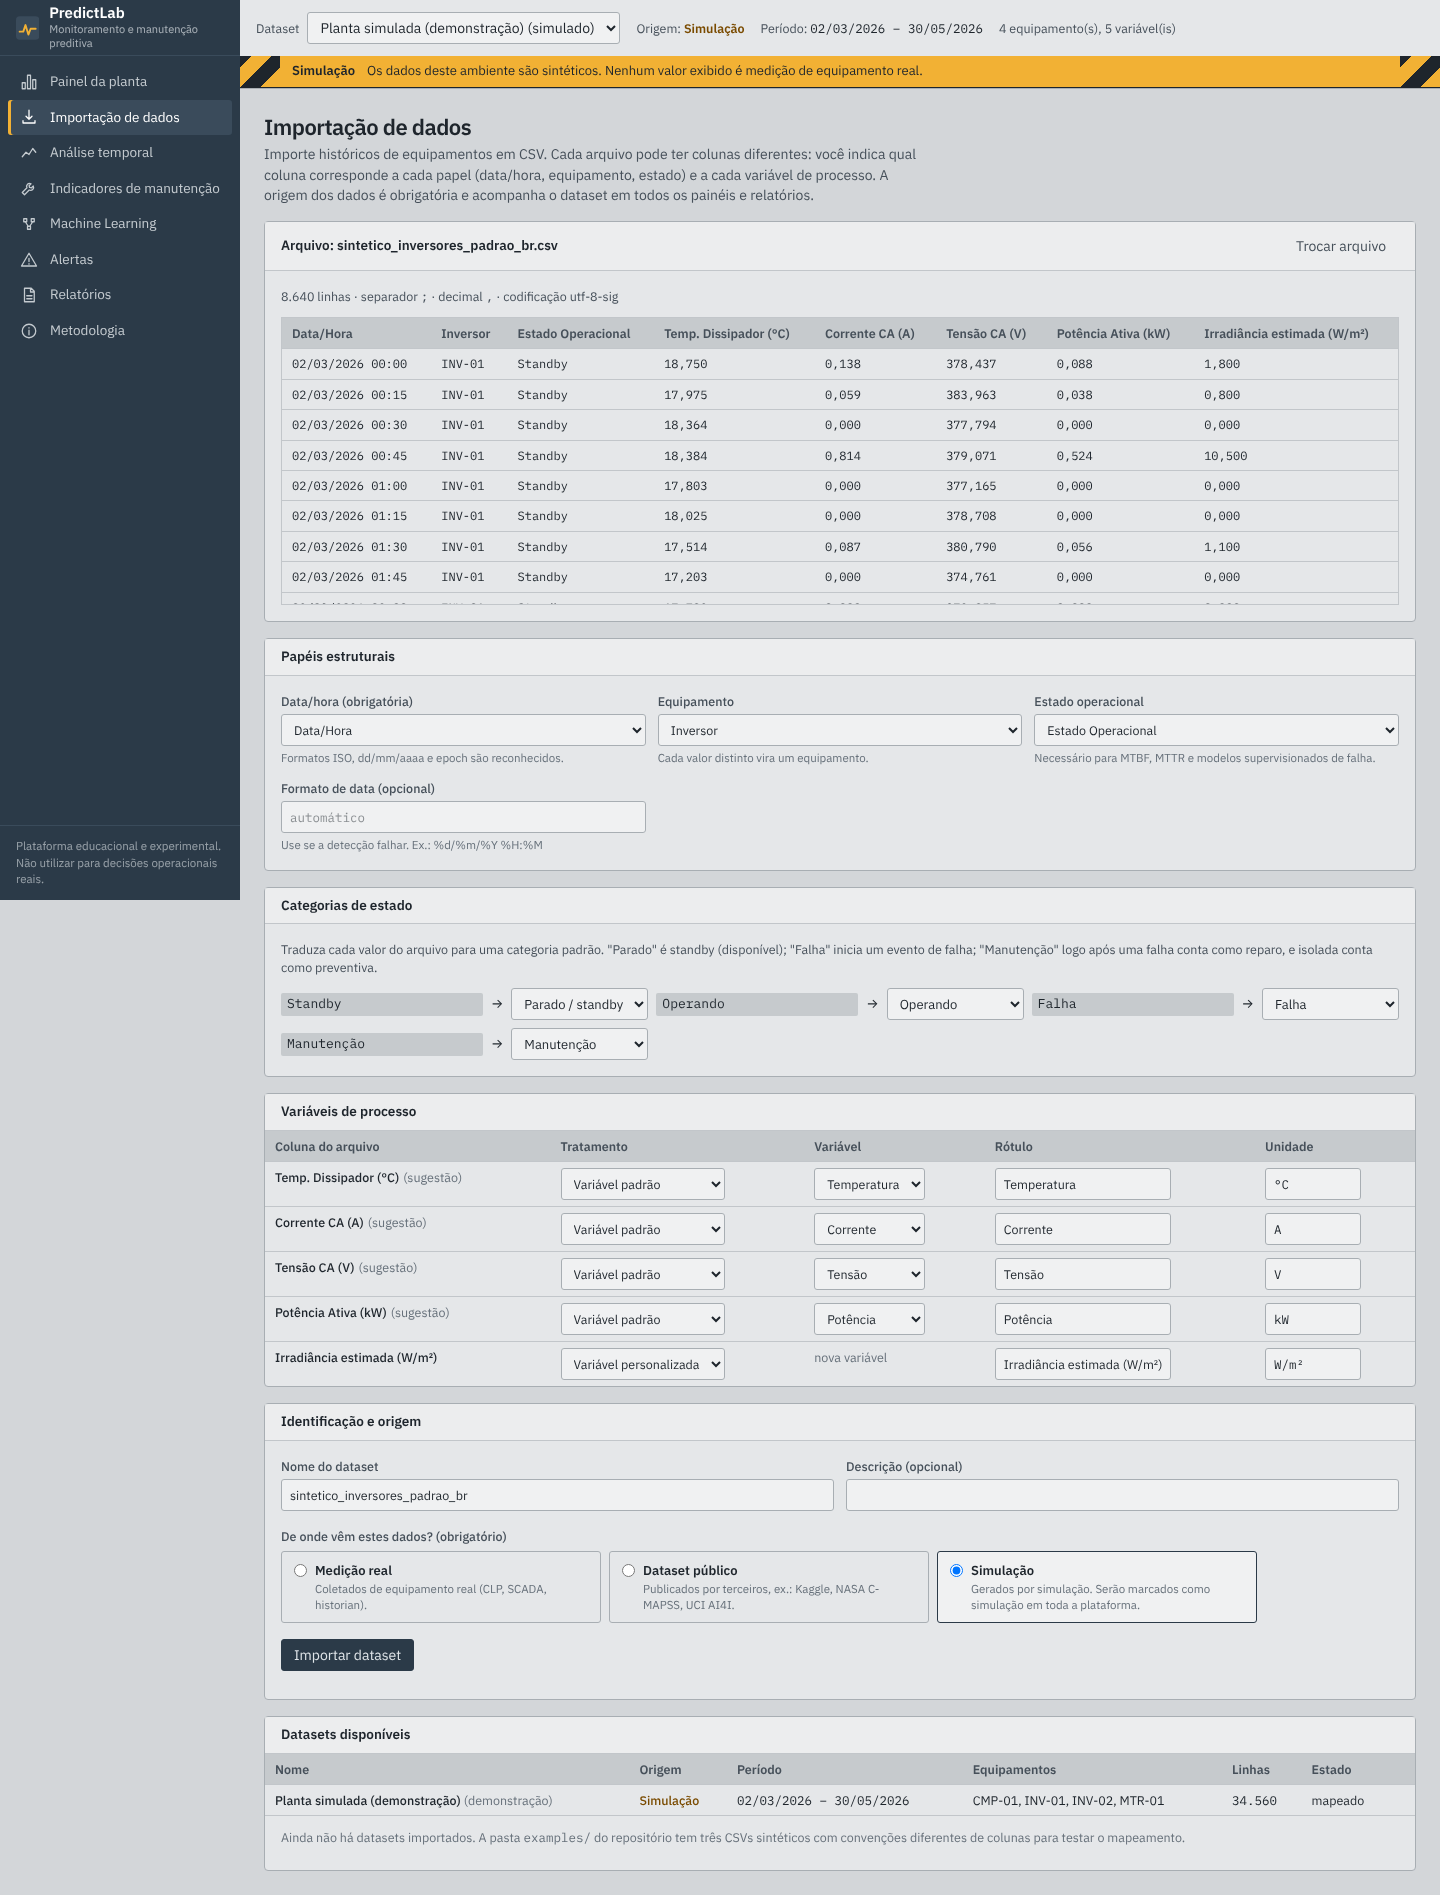 PredictLab
Monitoramento e manutenção
preditiva
Painel da planta
Importação de dados
Análise temporal
Indicadores de manutenção
Machine Learning
Alertas
Relatórios
Metodologia
Plataforma educacional e experimental.
Não utilizar para decisões operacionais
reais.
Dataset Planta simulada (demonstração) (simulado) Origem: Simulação Período: 02/03/2026 – 30/05/2026 4 equipamento(s), 5 variável(is)
Simulação Os dados deste ambiente são sintéticos. Nenhum valor exibido é medição de equipamento real.
Importação de dados
Importe históricos de equipamentos em CSV. Cada arquivo pode ter colunas diferentes: você indica qual
coluna corresponde a cada papel (data/hora, equipamento, estado) e a cada variável de processo. A
origem dos dados é obrigatória e acompanha o dataset em todos os painéis e relatórios.
Arquivo: sintetico_inversores_padrao_br.csv Trocar arquivo
8.640 linhas · separador ; · decimal , · codificação utf-8-sig
Data/Hora Inversor Estado Operacional Temp. Dissipador (°C) Corrente CA (A) Tensão CA (V) Potência Ativa (kW) Irradiância estimada (W/m²)
02/03/2026 00:00 INV-01 Standby 18,750 0,138 378,437 0,088 1,800
02/03/2026 00:15 INV-01 Standby 17,975 0,059 383,963 0,038 0,800
02/03/2026 00:30 INV-01 Standby 18,364 0,000 377,794 0,000 0,000
02/03/2026 00:45 INV-01 Standby 18,384 0,814 379,071 0,524 10,500
02/03/2026 01:00 INV-01 Standby 17,803 0,000 377,165 0,000 0,000
02/03/2026 01:15 INV-01 Standby 18,025 0,000 378,708 0,000 0,000
02/03/2026 01:30 INV-01 Standby 17,514 0,087 380,790 0,056 1,100
02/03/2026 01:45 INV-01 Standby 17,203 0,000 374,761 0,000 0,000
Papéis estruturais
Data/hora (obrigatória) Equipamento Estado operacional
Data/Hora Inversor Estado Operacional
Formatos ISO, dd/mm/aaaa e epoch são reconhecidos. Cada valor distinto vira um equipamento. Necessário para MTBF, MTTR e modelos supervisionados de falha.
Formato de data (opcional)
automático
Use se a detecção falhar. Ex.: %d/%m/%Y %H:%M
Categorias de estado
Traduza cada valor do arquivo para uma categoria padrão. "Parado" é standby (disponível); "Falha" inicia um evento de falha; "Manutenção" logo após uma falha conta como reparo, e isolada conta
como preventiva.
Standby → Parado / standby Operando → Operando Falha → Falha
Manutenção → Manutenção
Variáveis de processo
Coluna do arquivo Tratamento Variável Rótulo Unidade
Temp. Dissipador (°C) (sugestão) Variável padrão Temperatura Temperatura °C
Corrente CA (A) (sugestão) Variável padrão Corrente Corrente A
Tensão CA (V) (sugestão) Variável padrão Tensão Tensão V
Potência Ativa (kW) (sugestão) Variável padrão Potência Potência kW
Irradiância estimada (W/m²) Variável personalizada nova variável Irradiância estimada (W/m²) W/m²
Identificação e origem
Nome do dataset Descrição (opcional)
sintetico_inversores_padrao_br
De onde vêm estes dados? (obrigatório)
Medição real Dataset público Simulação
Coletados de equipamento real (CLP, SCADA, Publicados por terceiros, ex.: Kaggle, NASA C- Gerados por simulação. Serão marcados como
historian). MAPSS, UCI AI4I. simulação em toda a plataforma.
Importar dataset
Datasets disponíveis
Nome Origem Período Equipamentos Linhas Estado
Planta simulada (demonstração) (demonstração) Simulação 02/03/2026 – 30/05/2026 CMP-01, INV-01, INV-02, MTR-01 34.560 mapeado
Ainda não há datasets importados. A pasta examples/ do repositório tem três CSVs sintéticos com convenções diferentes de colunas para testar o mapeamento.